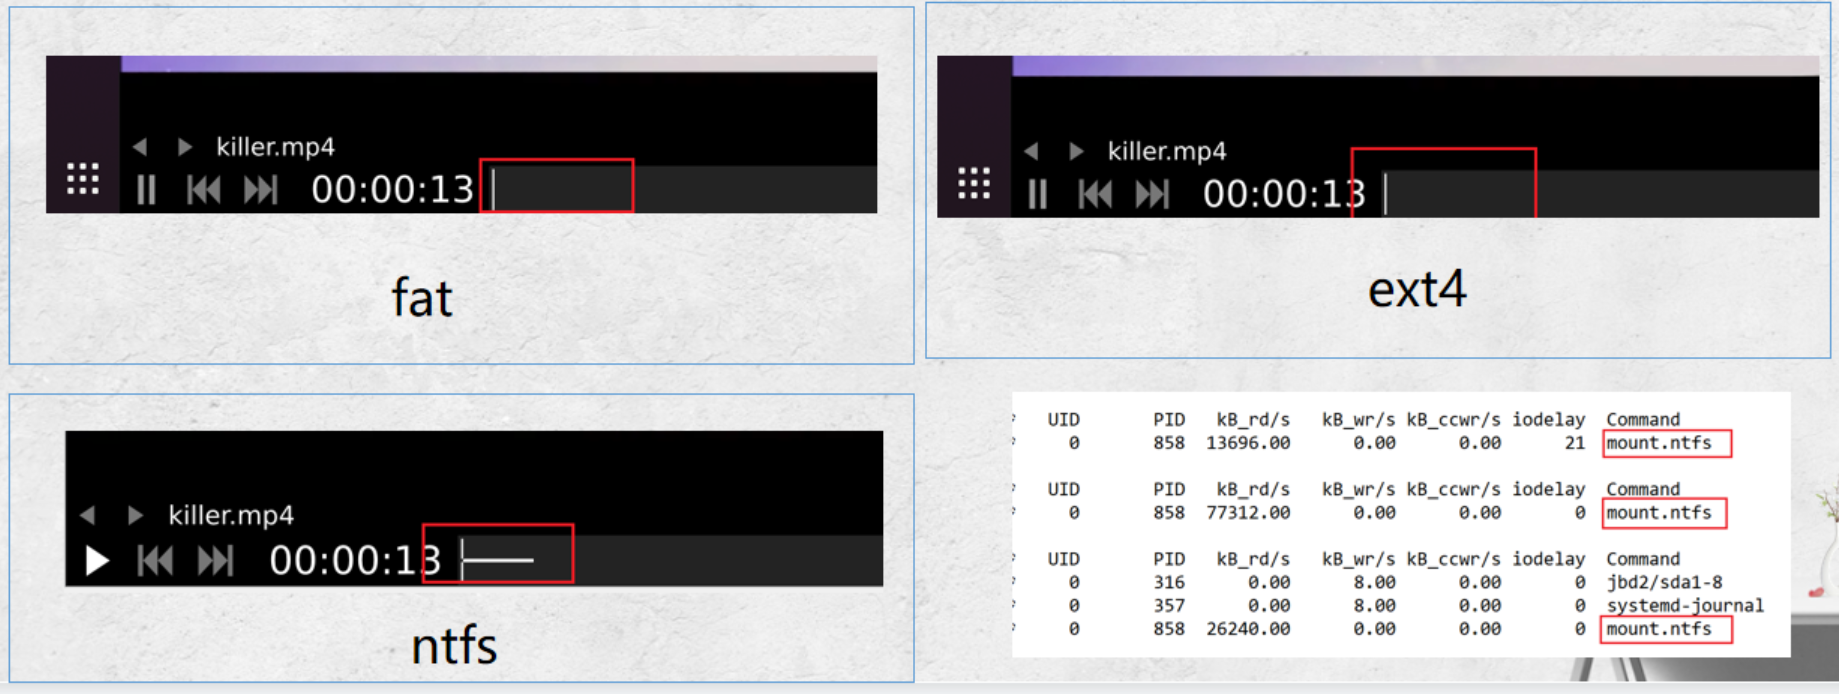 killer.mp4
00:00:13
fat
killer.mp4
00:00:13
ext4
killer.mp4
00:00:13
ntfs
UID PID kB_rd/s kB_wr/s kB_ccwr/s iodelay Command
0 858 13696.00 0.00 0.00 21 mount.ntfs
UID PID kB_rd/s kB_wr/s kB_ccwr/s iodelay Command
0 858 77312.00 0.00 0.00 0 mount.ntfs
UID PID kB_rd/s kB_wr/s kB_ccwr/s iodelay Command
0 316 0.00 8.00 0.00 0 jbd2/sda1-8
0 357 0.00 8.00 0.00 0 systemd-journal
0 858 26240.00 0.00 0.00 0 mount.ntfs